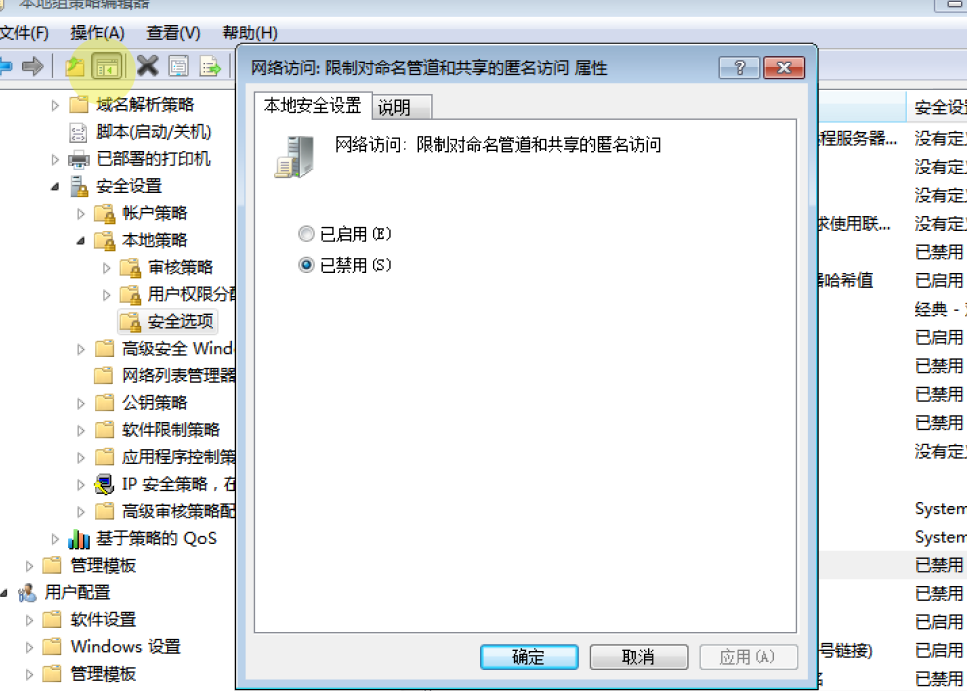 本地组策略编辑器
文件(F) 操作(A) 查看(V) 帮助(H)
域名解析策略
脚本(启动/关机)
已部署的打印机
安全设置
帐户策略
本地策略
审核策略
用户权限分配
安全选项
高级安全 Wind
网络列表管理器
公钥策略
软件限制策略
应用程序控制策
IP 安全策略，在
高级审核策略配
基于策略的 QoS
管理模板
用户配置
软件设置
Windows 设置
管理模板
网络访问: 限制对命名管道和共享的匿名访问 属性
本地安全设置 说明
网络访问: 限制对命名管道和共享的匿名访问
已启用(E)
已禁用(S)
确定 取消 应用(A)
安全设
程服务器... 没有定
没有定
没有定
求使用联... 没有定
已禁用
哈希值 已启用
经典 -
已启用
已禁用
已禁用
已禁用
没有定
System
System
已禁用
已禁用
已启用
号链接) 已启用
已禁用